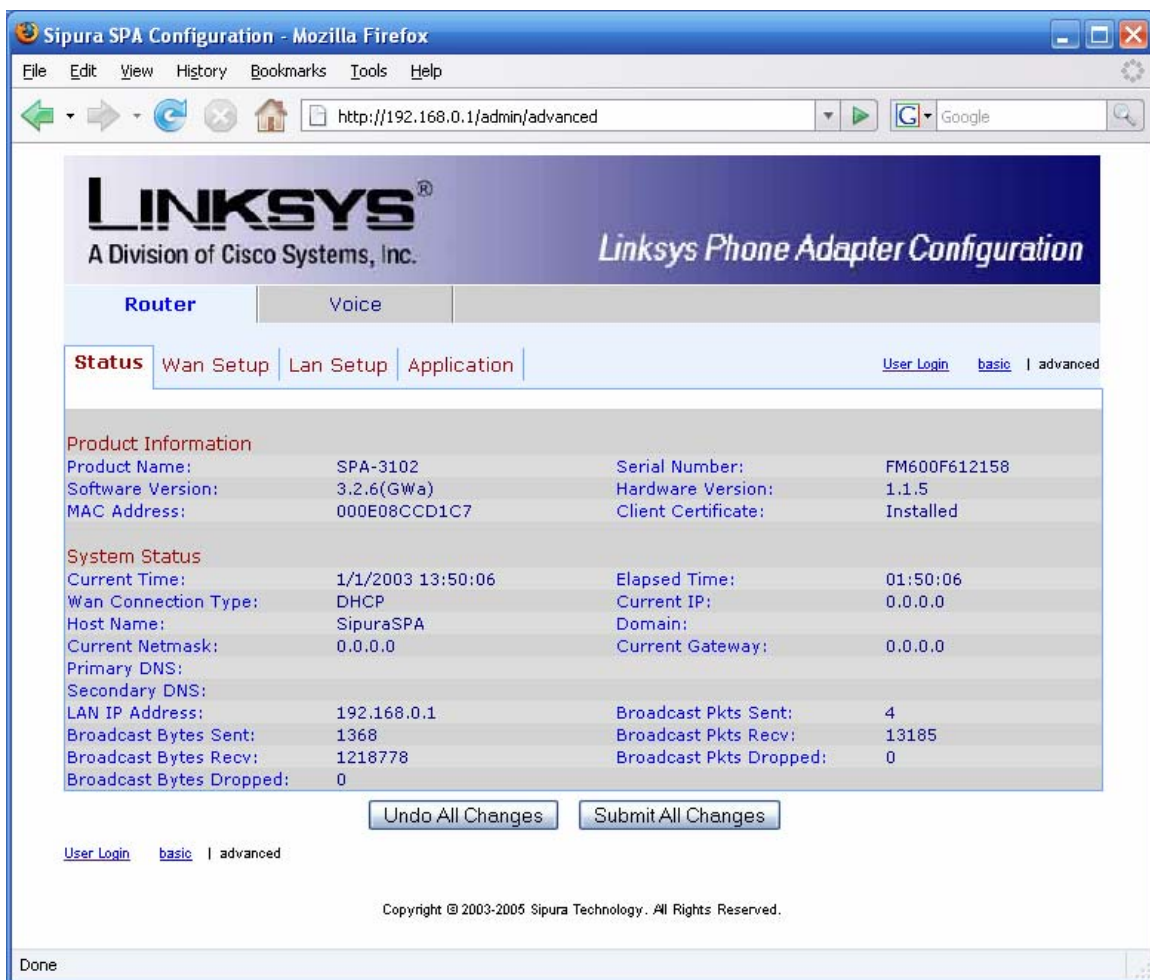 Sipura SPA Configuration - Mozilla Firefox
File Edit View History Bookmarks Tools Help
http://192.168.0.1/admin/advanced G Google
LINKSYS®
A Division of Cisco Systems, Inc.
Linksys Phone Adapter Configuration
Router Voice
Status Wan Setup Lan Setup Application User Login basic | advanced
Product Information
Product Name: SPA-3102 Serial Number: FM600F612158
Software Version: 3.2.6(GWa) Hardware Version: 1.1.5
MAC Address: 000E08CCD1C7 Client Certificate: Installed
System Status
Current Time: 1/1/2003 13:50:06 Elapsed Time: 01:50:06
Wan Connection Type: DHCP Current IP: 0.0.0.0
Host Name: SipuraSPA Domain:
Current Netmask: 0.0.0.0 Current Gateway: 0.0.0.0
Primary DNS:
Secondary DNS:
LAN IP Address: 192.168.0.1 Broadcast Pkts Sent: 4
Broadcast Bytes Sent: 1368 Broadcast Pkts Recv: 13185
Broadcast Bytes Recv: 1218778 Broadcast Pkts Dropped: 0
Broadcast Bytes Dropped: 0
Undo All Changes Submit All Changes
User Login basic | advanced
Copyright © 2003-2005 Sipura Technology. All Rights Reserved.
Done